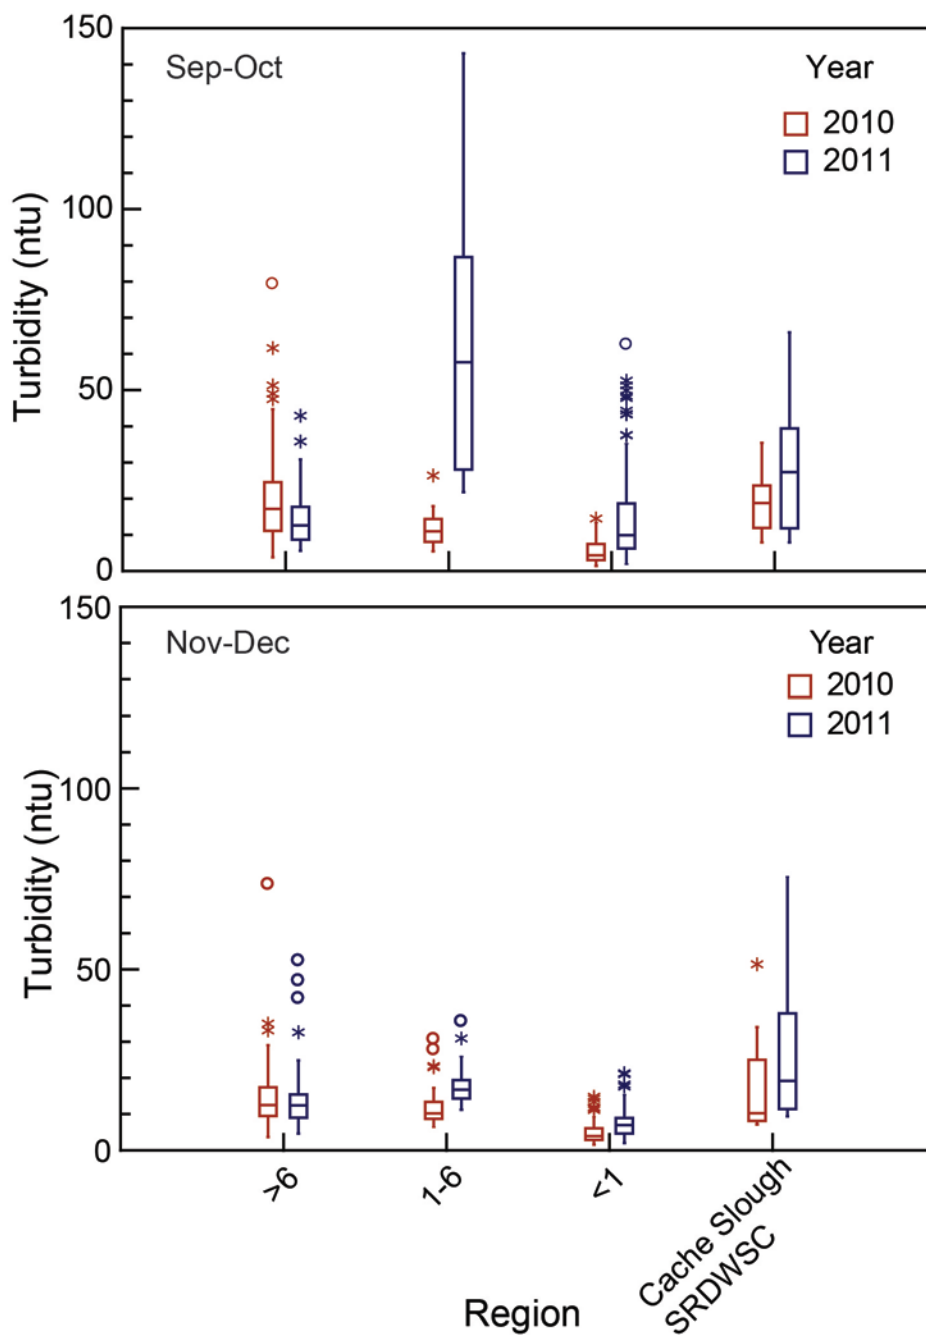 150
Sep-Oct
Year
2010
2011
100
Turbidity (ntu)
50
0
150
Nov-Dec
Year
2010
2011
100
Turbidity (ntu)
50
0
>6
1-6
<1
Cache Slough
SRDWSC
Region